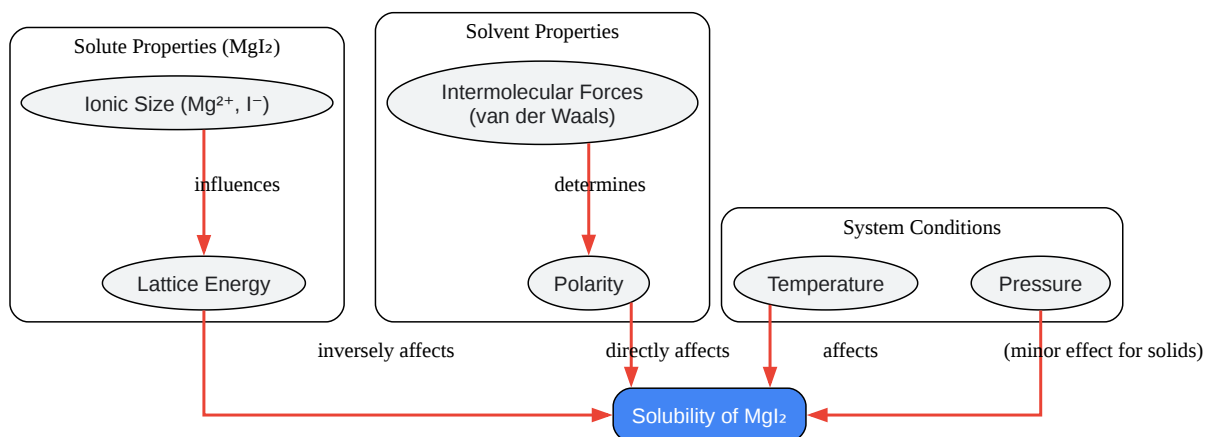 Solute Properties (MgI₂)
Ionic Size (Mg²⁺, I⁻)
influences
Lattice Energy
inversely affects
Solvent Properties
Intermolecular Forces
(van der Waals)
determines
Polarity
directly affects
System Conditions
Temperature
Pressure
affects
(minor effect for solids)
Solubility of MgI₂